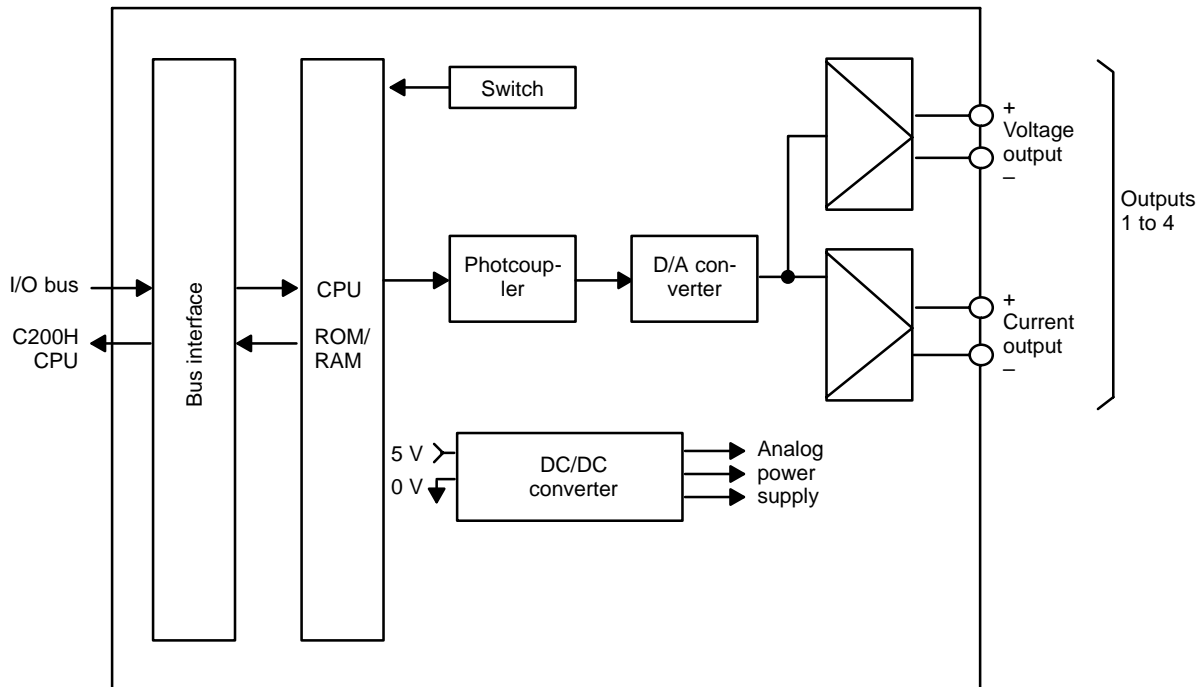 Switch
+
Voltage
output
–
Outputs
1 to 4
Photcoup-
ler
D/A con-
verter
I/O bus
C200H
CPU
Bus interface
CPU
ROM/
RAM
+
Current
output
–
5 V
0 V
DC/DC
converter
Analog
power
supply